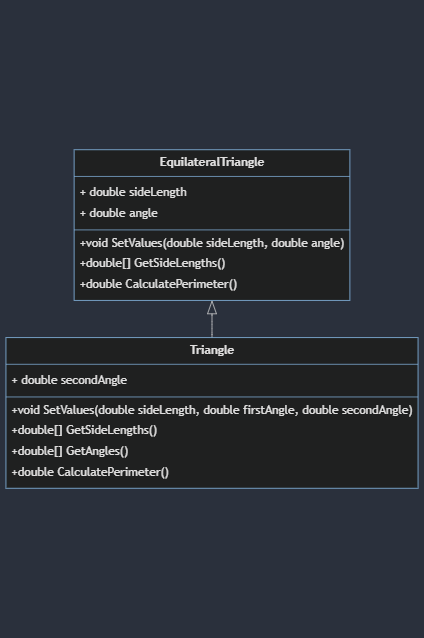 EquilateralTriangle
+ double sideLength
+ double angle
+void SetValues(double sideLength, double angle)
+double[] GetSideLengths()
+double CalculatePerimeter()
Triangle
+ double secondAngle
+void SetValues(double sideLength, double firstAngle, double secondAngle)
+double[] GetSideLengths()
+double[] GetAngles()
+double CalculatePerimeter()